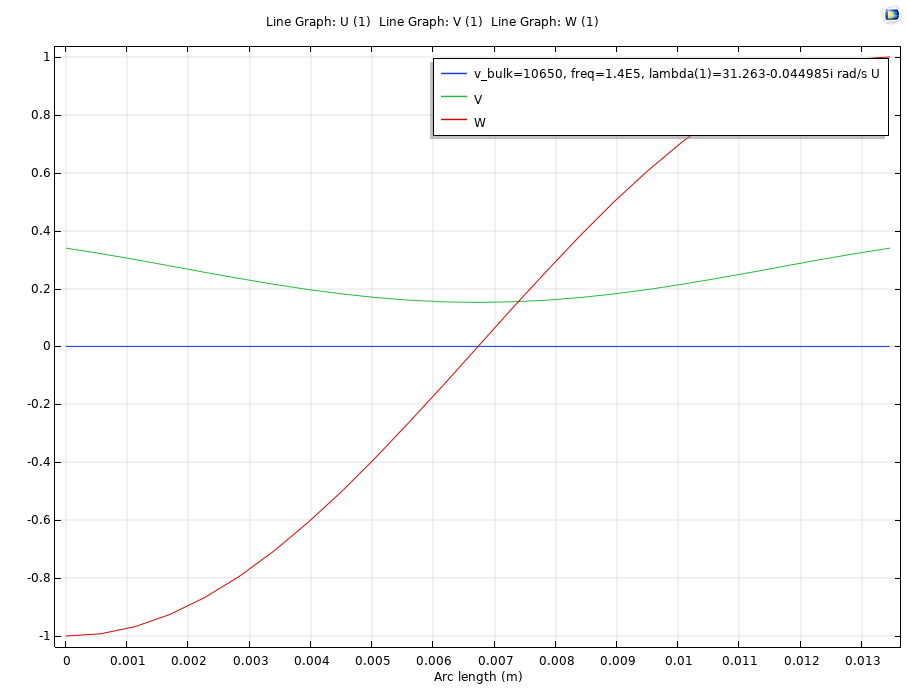 Line Graph: U (1)  Line Graph: V (1)  Line Graph: W (1)
v_bulk=10650, freq=1.4E5, lambda(1)=31.263-0.044985i rad/s U
V
W
1
0.8
0.6
0.4
0.2
0
-0.2
-0.4
-0.6
-0.8
-1
0 0.001 0.002 0.003 0.004 0.005 0.006 0.007 0.008 0.009 0.01 0.011 0.012 0.013
Arc length (m)